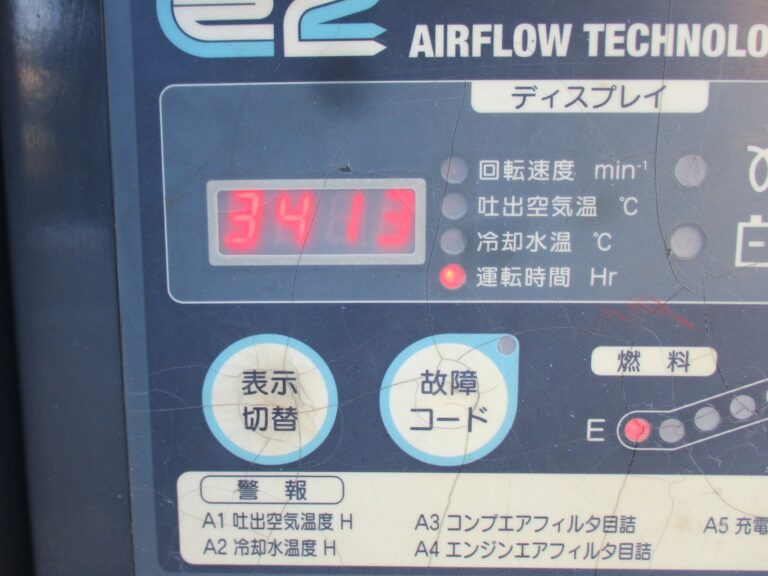 e2
AIRFLOW TECHNOLO
ディスプレイ
3413
回転速度 min-1
吐出空気温 ℃
冷却水温 ℃
運転時間 Hr
表示
切替
故障
コード
燃料
E
警報
A1 吐出空気温度 H
A2 冷却水温度 H
A3 コンプエアフィルタ目詰
A4 エンジンエアフィルタ目詰
A5 充電